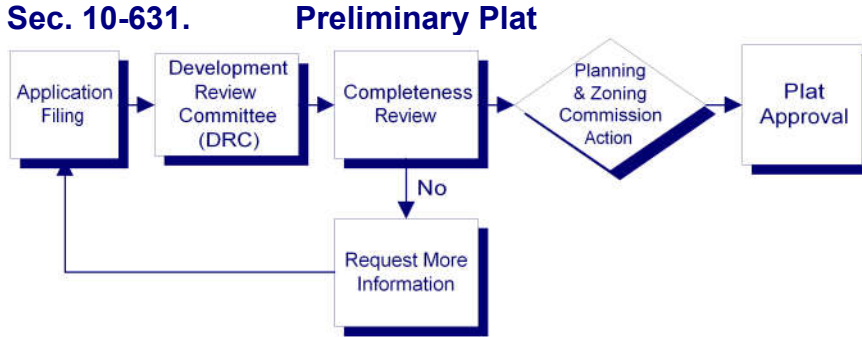 Sec. 10-631. Preliminary Plat
Application
Filing
Development
Review
Committee
(DRC)
Completeness
Review
Planning
& Zoning
Commission
Action
Plat
Approval
No
Request More
Information